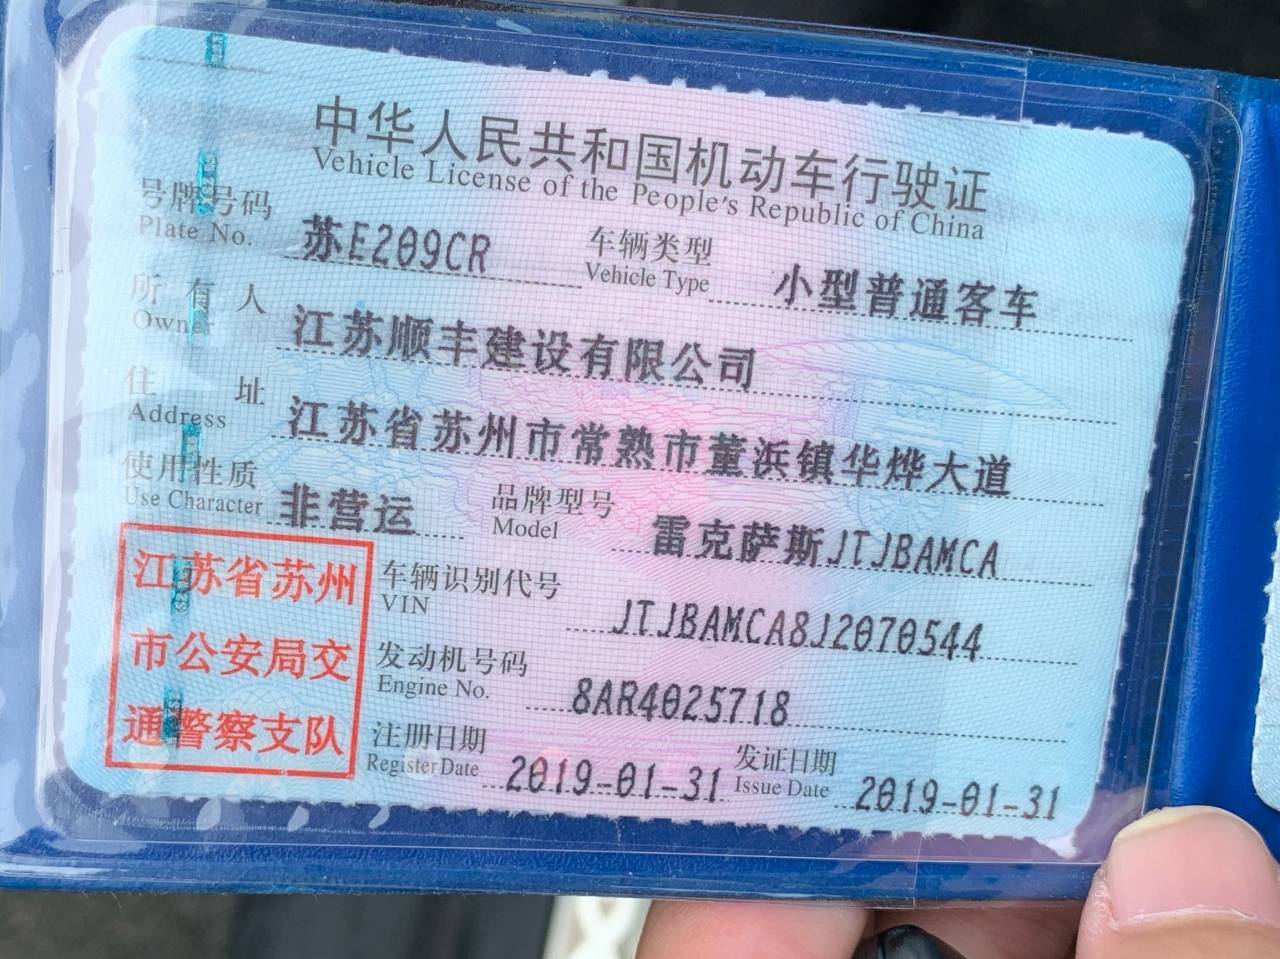 中华人民共和国机动车行驶证
Vehicle License of the People's Republic of China
号牌号码 苏E209CR 车辆类型 小型普通客车
Plate No. Vehicle Type
所有人 江苏顺丰建设有限公司
Owner
住址 江苏省苏州市常熟市董浜镇华烨大道
Address
使用性质 非营运 品牌型号 雷克萨斯JTJBAMCA
Use Character Model
江苏省苏州
市公安局交
通警察支队
车辆识别代号 JTJBAMCA8J2070544
VIN
发动机号码 8AR4025718
Engine No.
注册日期 2019-01-31 发证日期 2019-01-31
Register Date Issue Date